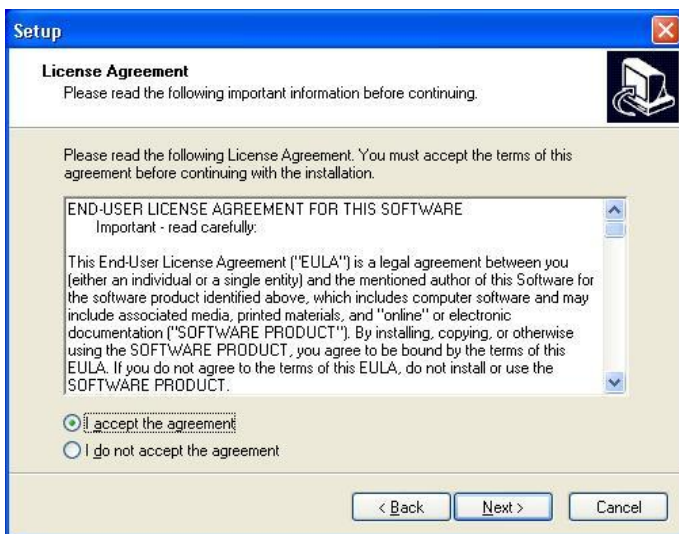 Setup
License Agreement
Please read the following important information before continuing.
Please read the following License Agreement. You must accept the terms of this
agreement before continuing with the installation.
END-USER LICENSE AGREEMENT FOR THIS SOFTWARE
Important - read carefully:
This End-User License Agreement ("EULA") is a legal agreement between you
(either an individual or a single entity) and the mentioned author of this Software for
the software product identified above, which includes computer software and may
include associated media, printed materials, and "online" or electronic
documentation ("SOFTWARE PRODUCT"). By installing, copying, or otherwise
using the SOFTWARE PRODUCT, you agree to be bound by the terms of this
EULA. If you do not agree to the terms of this EULA, do not install or use the
SOFTWARE PRODUCT.
I accept the agreement
I do not accept the agreement
< Back Next > Cancel